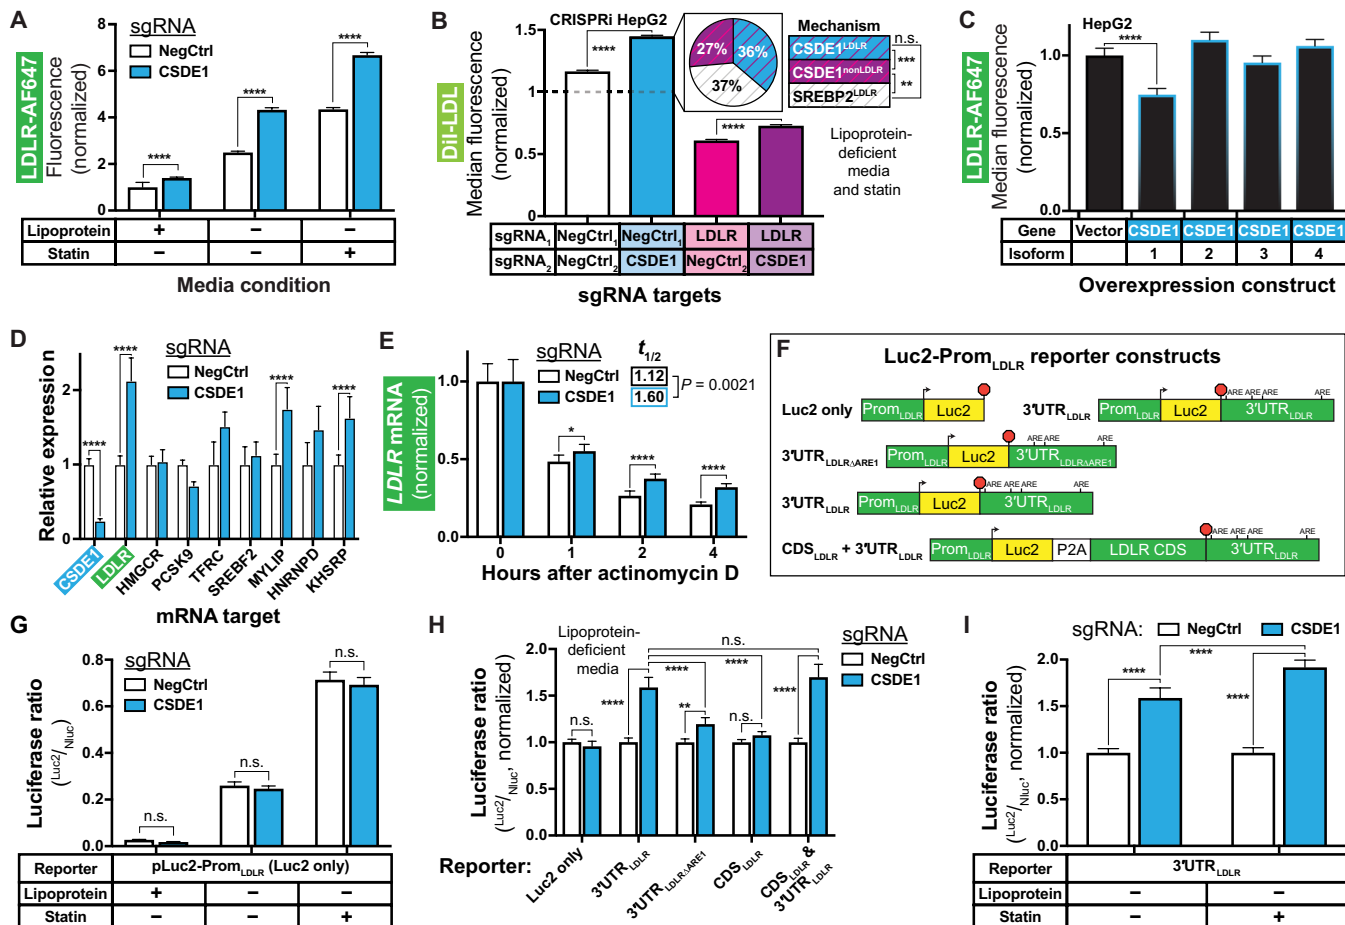 A
sgRNA
NegCtrl
CSDE1
LDLR-AF647
Fluorescence
(normalized)
8
6
4
2
0
****
****
****
Lipoprotein + – –
Statin – – +
Media condition
B
CRISPRi HepG2
DiI-LDL
Median fluorescence
(normalized)
1.5
1.0
0.5
0.0
****
****
27%
36%
37%
Mechanism
CSDE1LDLR
CSDE1nonLDLR
SREBP2LDLR
n.s.
***
**
Lipoprotein-
deficient
media
and statin
sgRNA1 NegCtrl1 NegCtrl1 LDLR LDLR
sgRNA2 NegCtrl2 CSDE1 NegCtrl2 CSDE1
sgRNA targets
C
HepG2
LDLR-AF647
Median fluorescence
(normalized)
1.0
0.5
0.0
****
Gene Vector CSDE1 CSDE1 CSDE1 CSDE1
Isoform 1 2 3 4
Overexpression construct
D
sgRNA
NegCtrl
CSDE1
Relative expression
2
1
0
****
****
****
****
CSDE1
LDLR
HMGCR
PCSK9
TFRC
SREBF2
MYLIP
HNRNPD
KHSRP
mRNA target
E
sgRNA
NegCtrl
CSDE1
t1/2
1.12
1.60
P = 0.0021
LDLR mRNA
(normalized)
1.0
0.5
0.0
*
****
****
0 1 2 4
Hours after actinomycin D
F
Luc2-PromLDLR reporter constructs
Luc2 only
PromLDLR Luc2
3'UTRLDLR
PromLDLR Luc2 3'UTRLDLR
ARE ARE ARE ARE
3'UTRLDLRΔARE1
PromLDLR Luc2 3'UTRLDLRΔARE1
ARE ARE ARE
3'UTRLDLR
PromLDLR Luc2 3'UTRLDLR
ARE ARE ARE ARE
CDSLDLR + 3'UTRLDLR
PromLDLR Luc2 P2A LDLR CDS 3'UTRLDLR
ARE ARE ARE ARE
G
sgRNA
NegCtrl
CSDE1
Luciferase ratio
(Luc2/Nluc)
0.8
0.6
0.4
0.2
0.0
n.s.
n.s.
n.s.
Reporter pLuc2-PromLDLR (Luc2 only)
Lipoprotein + – –
Statin – – +
H
Lipoprotein-
deficient
media
sgRNA
NegCtrl
CSDE1
Luciferase ratio
(Luc2/Nluc, normalized)
2.0
1.5
1.0
0.5
0.0
n.s.
****
**
n.s.
****
****
****
n.s.
Reporter:
Luc2 only
3'UTRLDLR
3'UTRLDLRΔARE1
CDSLDLR
CDSLDLR &
3'UTRLDLR
I
sgRNA: NegCtrl CSDE1
Luciferase ratio
(Luc2/Nluc, normalized)
2.0
1.5
1.0
0.5
0.0
****
****
****
Reporter 3'UTRLDLR
Lipoprotein – –
Statin – +